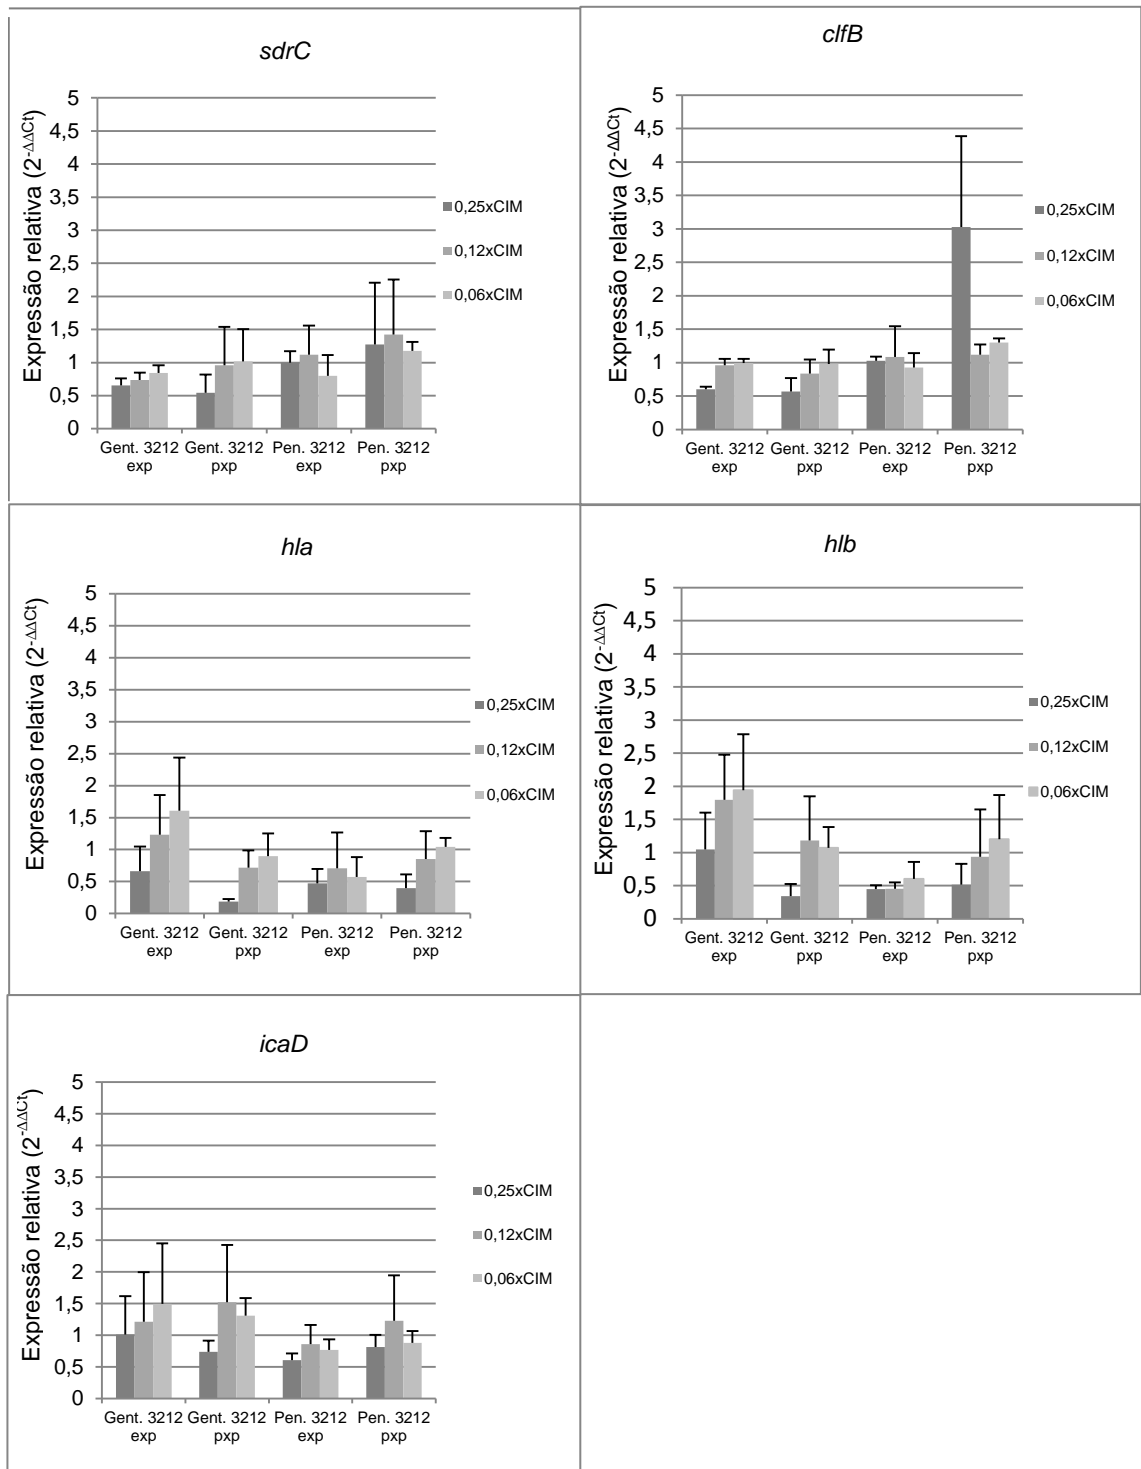 sdrC
Expressão relativa (2-ΔΔCt)
5
4,5
4
3,5
3
2,5
2
1,5
1
0,5
0
Gent. 3212 exp
Gent. 3212 pxp
Pen. 3212 exp
Pen. 3212 pxp
0,25xCIM
0,12xCIM
0,06xCIM
clfB
Expressão relativa (2-ΔΔCt)
5
4,5
4
3,5
3
2,5
2
1,5
1
0,5
0
Gent. 3212 exp
Gent. 3212 pxp
Pen. 3212 exp
Pen. 3212 pxp
0,25xCIM
0,12xCIM
0,06xCIM
hla
Expressão relativa (2-ΔΔCt)
5
4,5
4
3,5
3
2,5
2
1,5
1
0,5
0
Gent. 3212 exp
Gent. 3212 pxp
Pen. 3212 exp
Pen. 3212 pxp
0,25xCIM
0,12xCIM
0,06xCIM
hlb
Expressão relativa (2-ΔΔCt)
5
4,5
4
3,5
3
2,5
2
1,5
1
0,5
0
Gent. 3212 exp
Gent. 3212 pxp
Pen. 3212 exp
Pen. 3212 pxp
0,25xCIM
0,12xCIM
0,06xCIM
icaD
Expressão relativa (2-ΔΔCt)
5
4,5
4
3,5
3
2,5
2
1,5
1
0,5
0
Gent. 3212 exp
Gent. 3212 pxp
Pen. 3212 exp
Pen. 3212 pxp
0,25xCIM
0,12xCIM
0,06xCIM